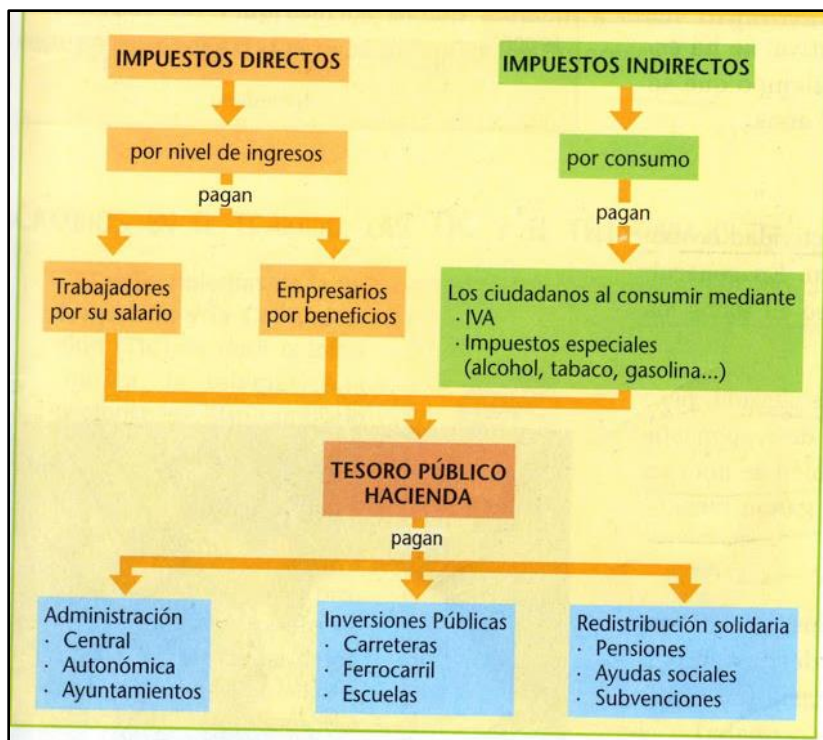 IMPUESTOS DIRECTOS
IMPUESTOS INDIRECTOS
por nivel de ingresos
por consumo
pagan
pagan
Trabajadores
por su salario
Empresarios
por beneficios
Los ciudadanos al consumir mediante
· IVA
· Impuestos especiales
(alcohol, tabaco, gasolina...)
TESORO PÚBLICO
HACIENDA
pagan
Administración
· Central
· Autonómica
· Ayuntamientos
Inversiones Públicas
· Carreteras
· Ferrocarril
· Escuelas
Redistribución solidaria
· Pensiones
· Ayudas sociales
· Subvenciones